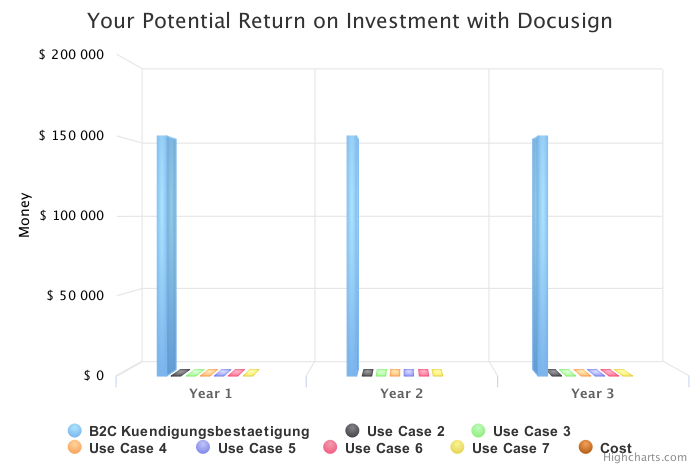 Your Potential Return on Investment with Docusign
$ 200 000
$ 150 000
$ 100 000
$ 50 000
$ 0
Money
Year 1
Year 2
Year 3
B2C Kuendigungsbestaetigung Use Case 2 Use Case 3
Use Case 4 Use Case 5 Use Case 6 Use Case 7 Cost
Highcharts.com